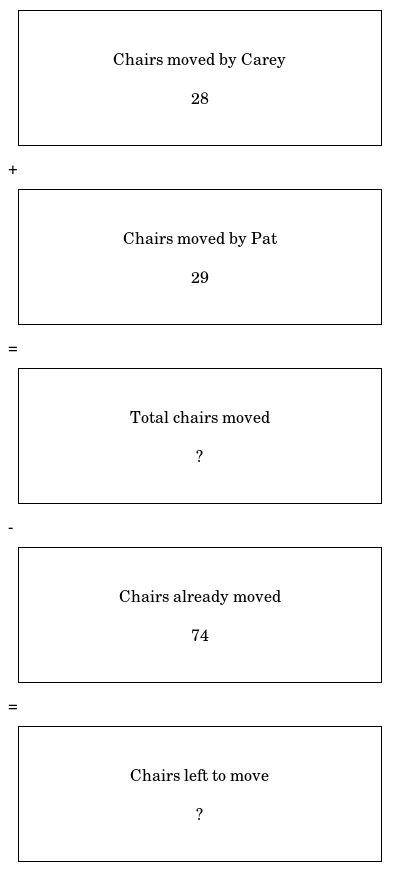 Chairs moved by Carey
28
+
Chairs moved by Pat
29
=
Total chairs moved
?
-
Chairs already moved
74
=
Chairs left to move
?